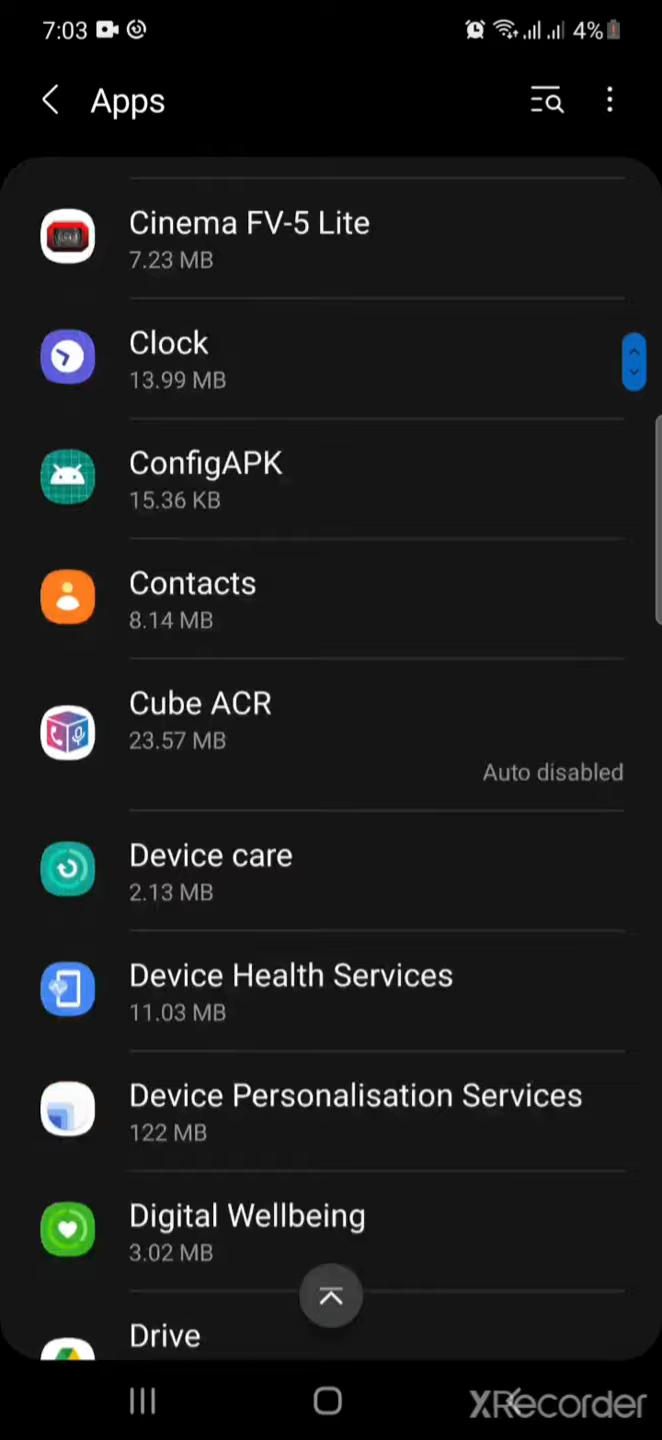 7:03 4%
Apps
Cinema FV-5 Lite
7.23 MB
Clock
13.99 MB
ConfigAPK
15.36 KB
Contacts
8.14 MB
Cube ACR
23.57 MB
Auto disabled
Device care
2.13 MB
Device Health Services
11.03 MB
Device Personalisation Services
122 MB
Digital Wellbeing
3.02 MB
Drive
XRecorder